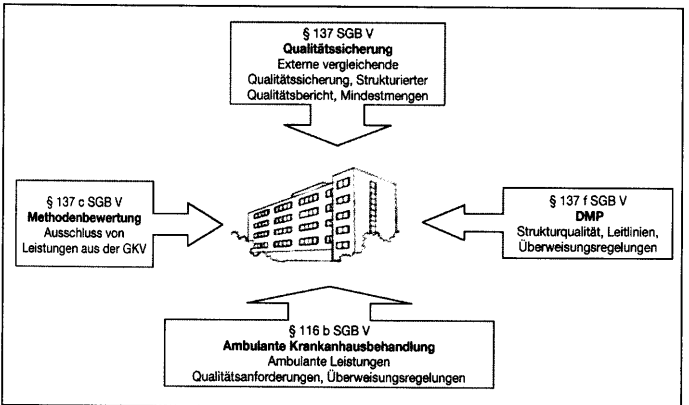 § 137 SGB V
Qualitätssicherung
Externe vergleichende
Qualitätssicherung, Strukturierter
Qualitätsbericht, Mindestmengen
§ 137 c SGB V
Methodenbewertung
Ausschluss von
Leistungen aus der GKV
§ 137 f SGB V
DMP
Strukturqualität, Leitlinien,
Überweisungsregelungen
§ 116 b SGB V
Ambulante Krankanhausbehandlung
Ambulante Leistungen
Qualitätsanforderungen, Überweisungsregelungen